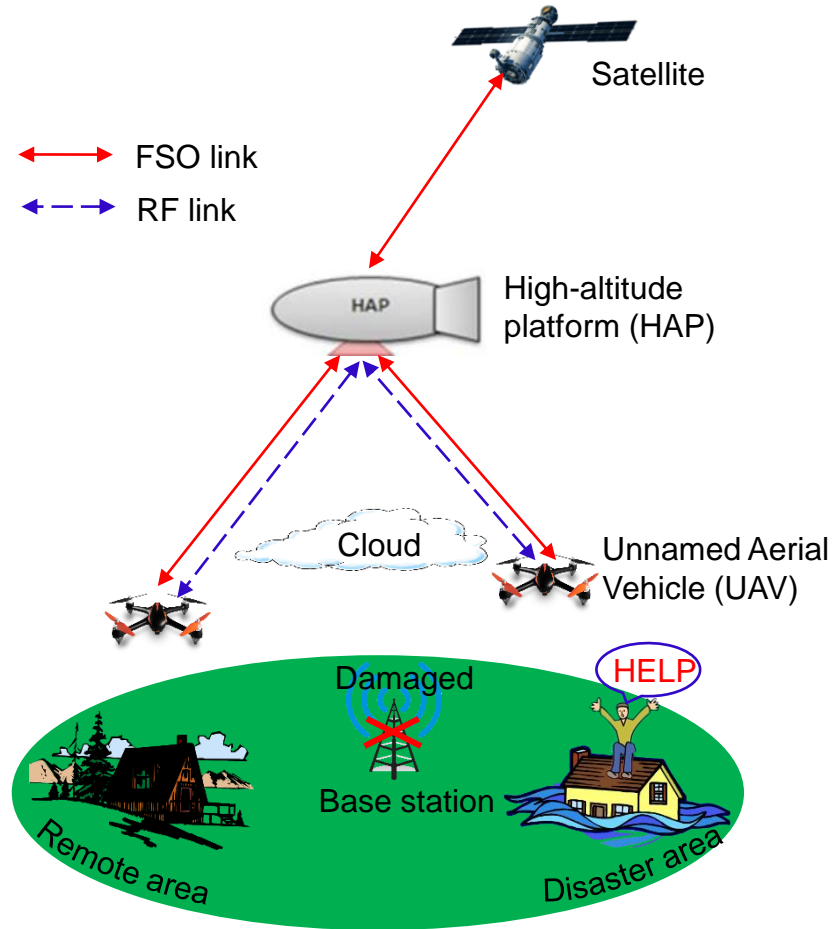 Satellite
FSO link
RF link
HAP
High-altitude
platform (HAP)
Cloud
Unnamed Aerial
Vehicle (UAV)
Damaged
HELP
Base station
Remote area
Disaster area